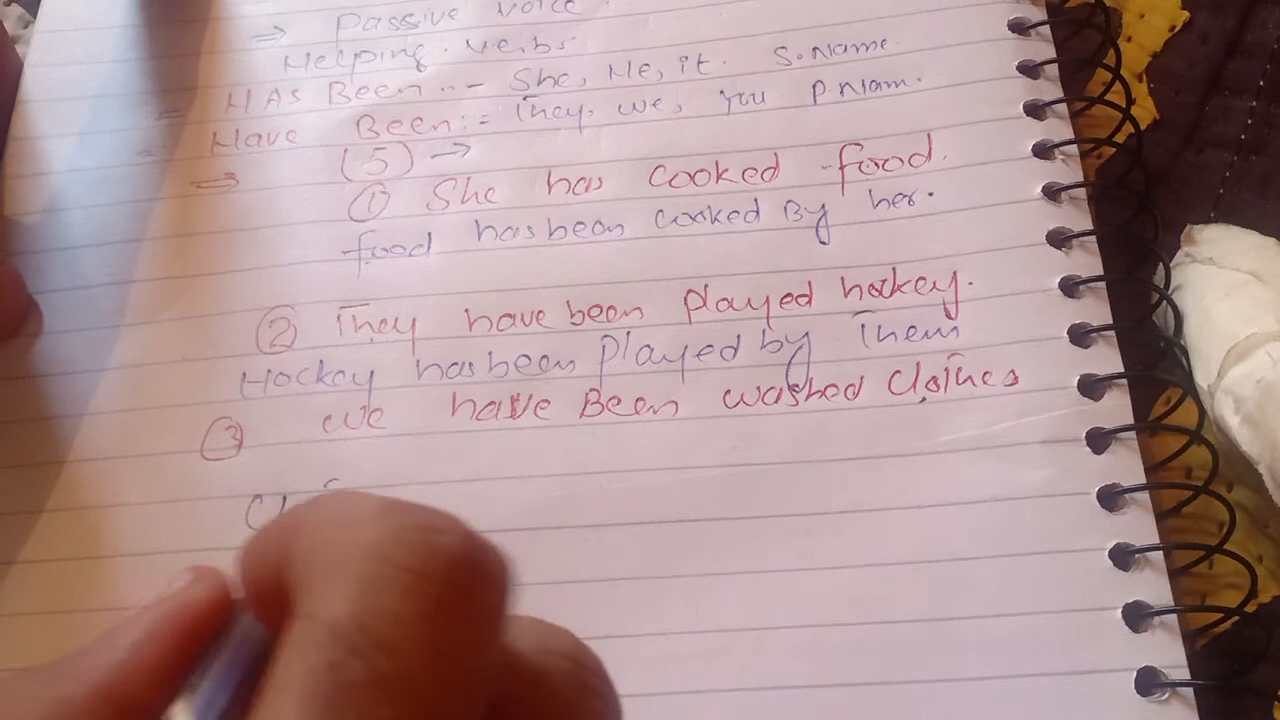 → Passive voice
Helping verbs
- HAS Been :- She, He, it. S.Name.
- Have Been := They, we, You P.Nam.
⇒ (5) →
① She has cooked food.
food has been cooked By her.
② They have been played hockey.
Hockey has been played by Them
③ we have Been washed Clothes